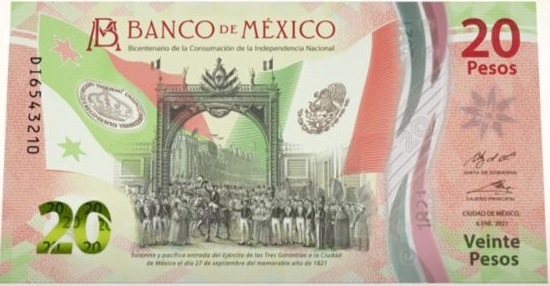 BANCO DE MÉXICO
Bicentenario de la Consumación de la Independencia Nacional
20
Pesos
DI6543210
1821
20
Solemne y pacífica entrada del Ejército de las Tres Garantías a la Ciudad
de México el día 27 de septiembre del memorable año de 1821
1821
JUNTA DE GOBIERNO
CAJERO PRINCIPAL
CIUDAD DE MÉXICO,
6 ENE. 2021
Veinte
Pesos